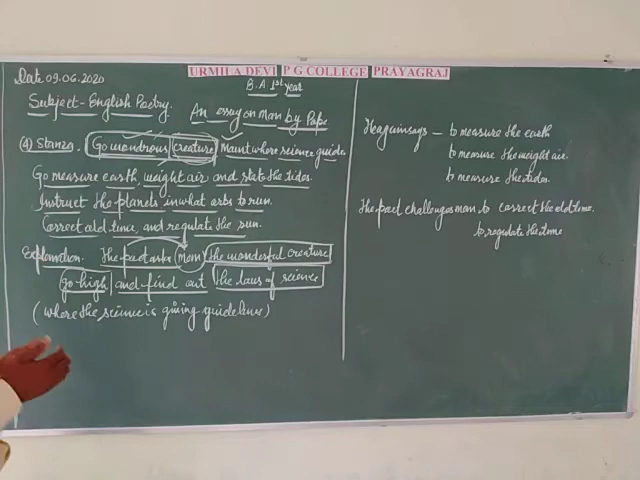 URMILA DEVI P G COLLEGE PRAYAGRAJ
Date 09.06.2020
B.A 1st year
Subject-English Poetry.
An essay on Man by Pope
(4) Stanza. Go wondrous creature Mount where science guide.
Go measure earth, weight air, and state the tides.
Instruct the planets in what arbs to run.
Correct old time, and regulate the sun.
Explanation. The poet asks man the wonderful creature
go high and find out the laws of science
(where the science is giving guideline)
He again says - to measure the earth
to measure the weight air.
to measure the tides.
The poet challenges man to correct the old time.
to regulate the time